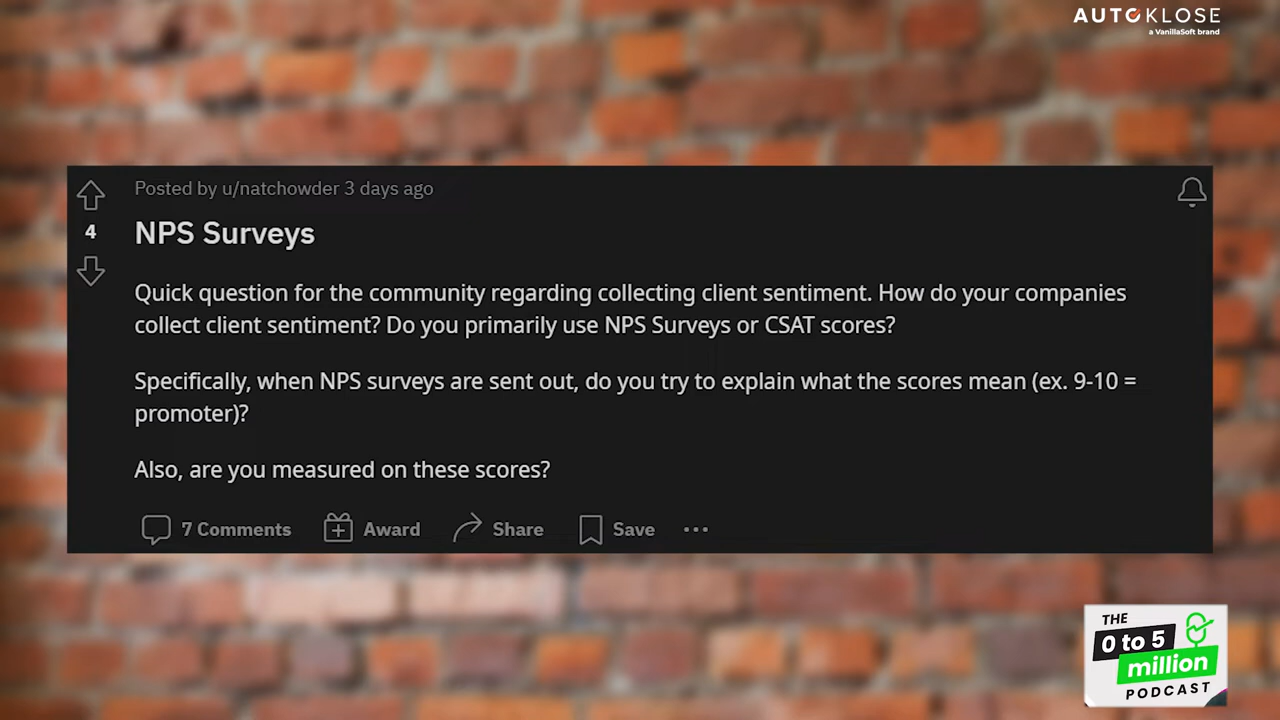 AUTOKLOSE
a VanillaSoft brand
Posted by u/natchowder 3 days ago
4
NPS Surveys
Quick question for the community regarding collecting client sentiment. How do your companies
collect client sentiment? Do you primarily use NPS Surveys or CSAT scores?
Specifically, when NPS surveys are sent out, do you try to explain what the scores mean (ex. 9-10 =
promoter)?
Also, are you measured on these scores?
7 Comments Award Share Save
THE
0 to 5
million
PODCAST